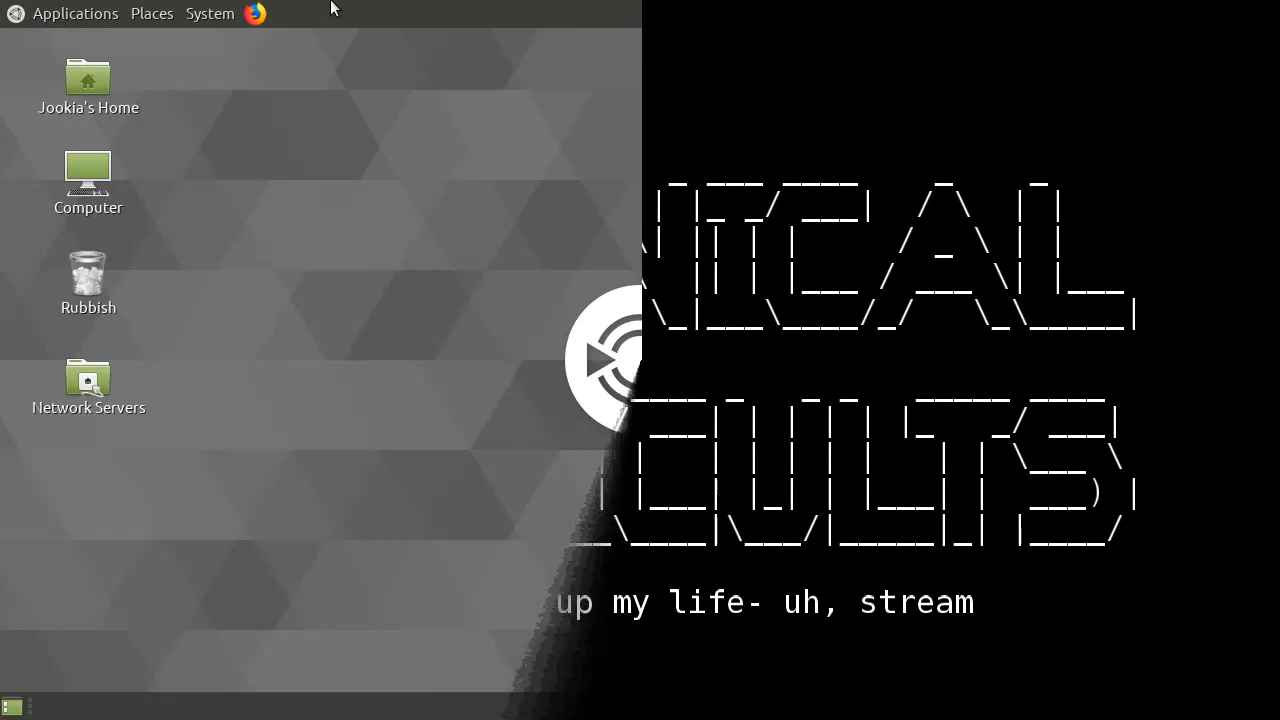 Applications Places System
Jookia's Home
Computer
Rubbish
Network Servers
NICAL
CULTS
up my life- uh, stream